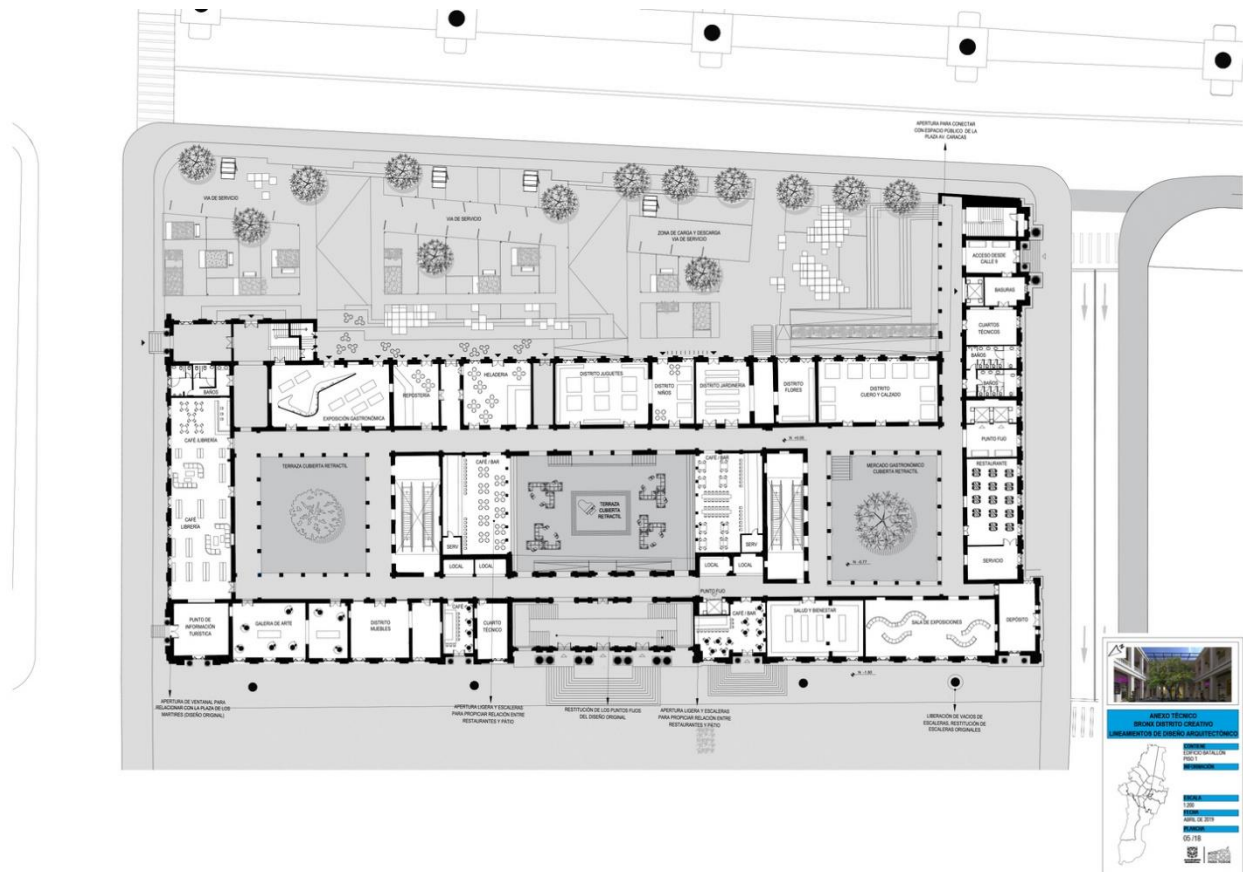 APERTURA PARA CONECTAR
CON ESPACIO PÚBLICO DE LA
PLAZA AV. CARACAS
VIA DE SERVICIO
VIA DE SERVICIO
ZONA DE CARGA Y DESCARGA
VIA DE SERVICIO
ACCESO DESDE
CALLE 9
BASURAS
CUARTOS
TÉCNICOS
BAÑOS
BAÑOS
PUNTO FIJO
RESTAURANTE
SERVICIO
DEPÓSITO
BAÑOS
EXPOSICIÓN GASTRONÓMICA
REPOSTERIA
HELADERIA
DISTRITO JUGUETES
DISTRITO
NIÑOS
DISTRITO JARDINERÍA
DISTRITO
FLORES
DISTRITO
CUERO Y CALZADO
CAFÉ /LIBRERÍA
CAFÉ
LIBRERÍA
TERRAZA CUBIERTA RETRACTIL
CAFÉ / BAR
SERV
LOCAL
LOCAL
TERRAZA
CUBIERTA
RETRACTIL
CAFÉ / BAR
SERV
LOCAL
LOCAL
MERCADO GASTRONÓMICO
CUBIERTA RETRACTIL
PUNTO FIJO
PUNTO DE
INFORMACIÓN
TURÍSTICA
GALERIA DE ARTE
DISTRITO
MUEBLES
CAFÉ
CUARTO
TÉCNICO
CAFÉ / BAR
SALUD Y BIENESTAR
SALA DE EXPOSICIONES
APERTURA DE VENTANAL PARA
RELACIONAR CON LA PLAZA DE LOS
MARTIRES (DISEÑO ORIGINAL)
APERTURA LIGERA Y ESCALERAS
PARA PROPICIAR RELACIÓN ENTRE
RESTAURANTES Y PATIO
RESTITUCIÓN DE LOS PUNTOS FIJOS
DEL DISEÑO ORIGINAL
APERTURA LIGERA Y ESCALERAS
PARA PROPICIAR RELACIÓN ENTRE
RESTAURANTES Y PATIO
LIBERACIÓN DE VACIOS DE
ESCALERAS, RESTITUCIÓN DE
ESCALERAS ORIGINALES
ANEXO TÉCNICO
BRONX DISTRITO CREATIVO
LINEAMIENTOS DE DISEÑO ARQUITECTÓNICO
CONTIENE
EDIFICIO BATALLÓN
PISO 1
INFORMACIÓN
ESCALA
1:200
FECHA
ABRIL DE 2019
PLANCHA
05 /18